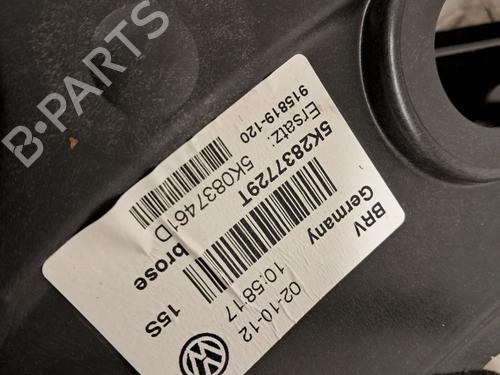 B-PARTS
915819-120
Ersatz:
5K0837461D
5K2837729T
brose
15S
BRV
Germany
02-10-12
10:58:17